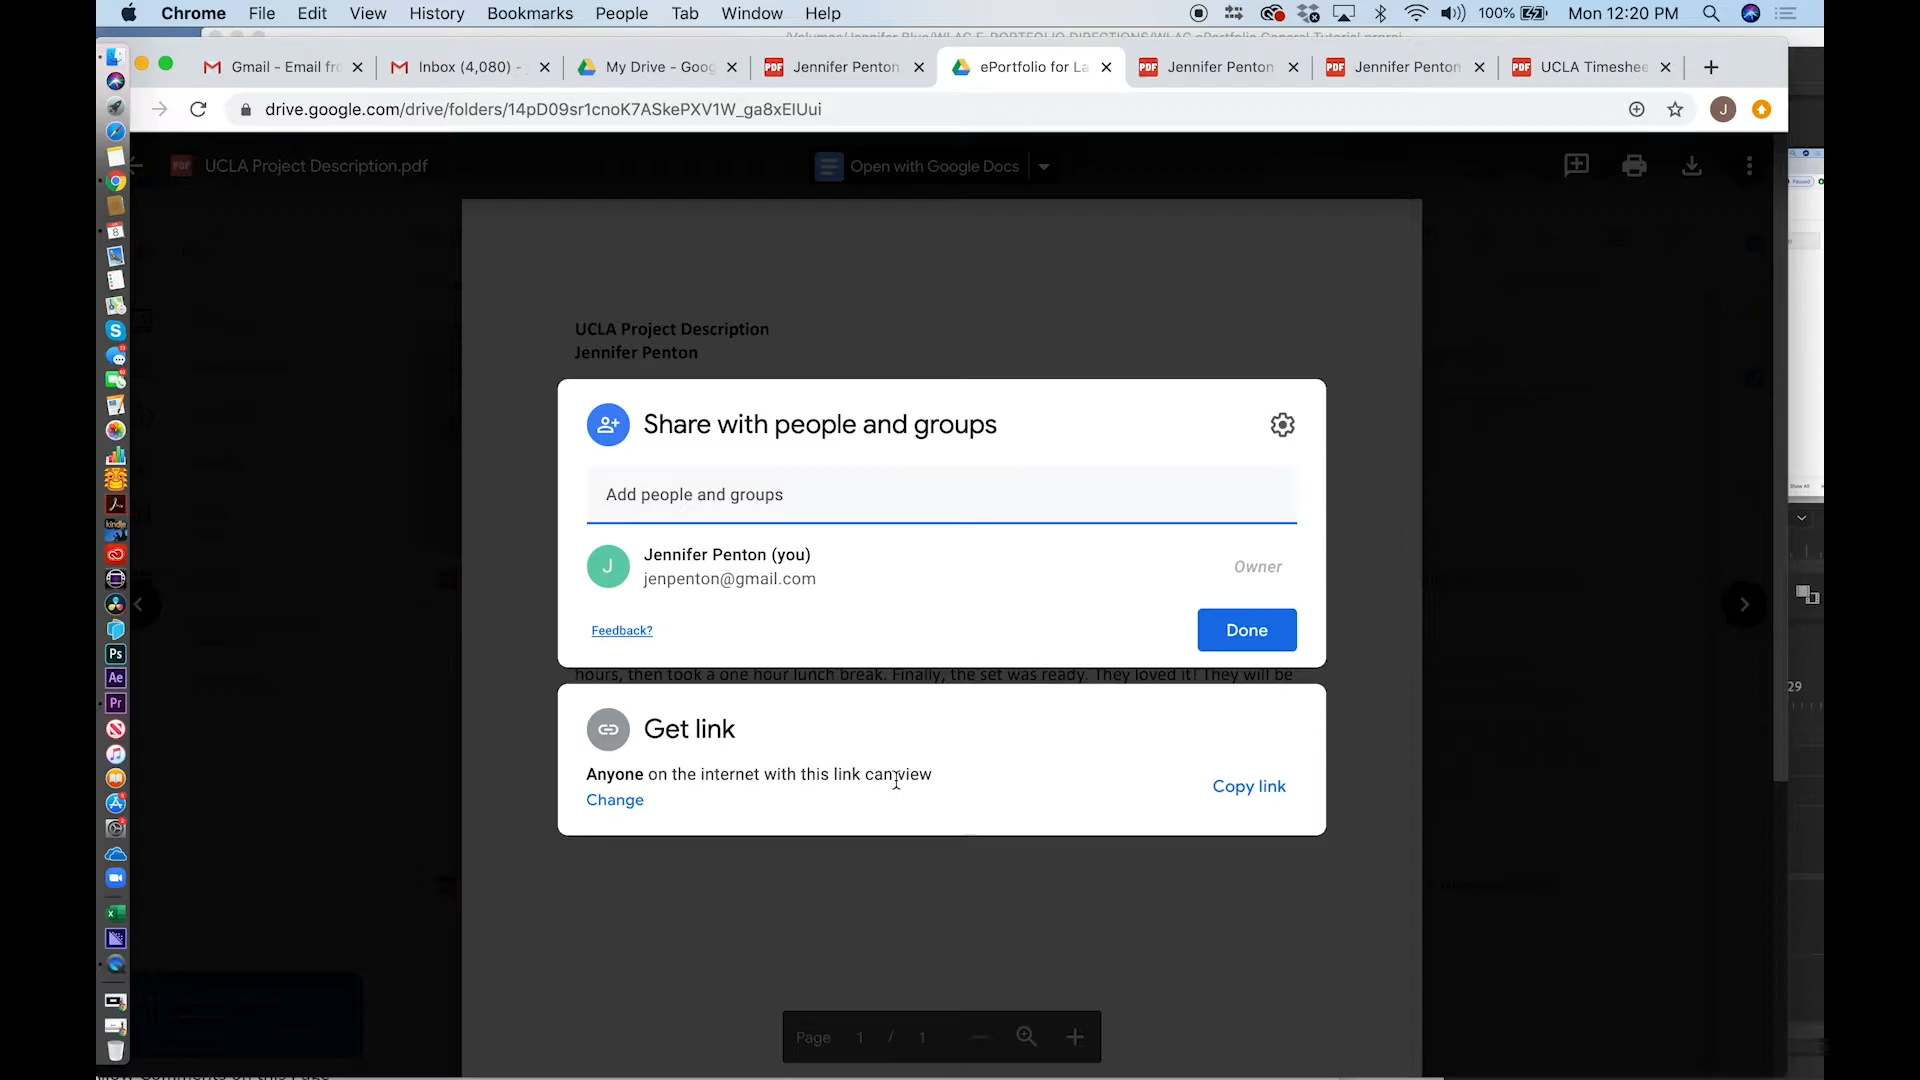 Chrome File Edit View History Bookmarks People Tab Window Help 100% Mon 12:20 PM
Gmail - Email fr
Inbox (4,080) -
My Drive - Goog
Jennifer Penton
ePortfolio for La
Jennifer Penton
Jennifer Penton
UCLA Timeshee
drive.google.com/drive/folders/14pD09sr1cnoK7ASkePXV1W_ga8xEIUui
J
PDF UCLA Project Description.pdf
Open with Google Docs
UCLA Project Description
Jennifer Penton
Share with people and groups
Add people and groups
J
Jennifer Penton (you)
jenpenton@gmail.com
Owner
Feedback?
Done
hours, then took a one hour lunch break. Finally, the set was ready. They loved it! They will be
Get link
Anyone on the internet with this link can view
Change
Copy link
Page 1 / 1
29